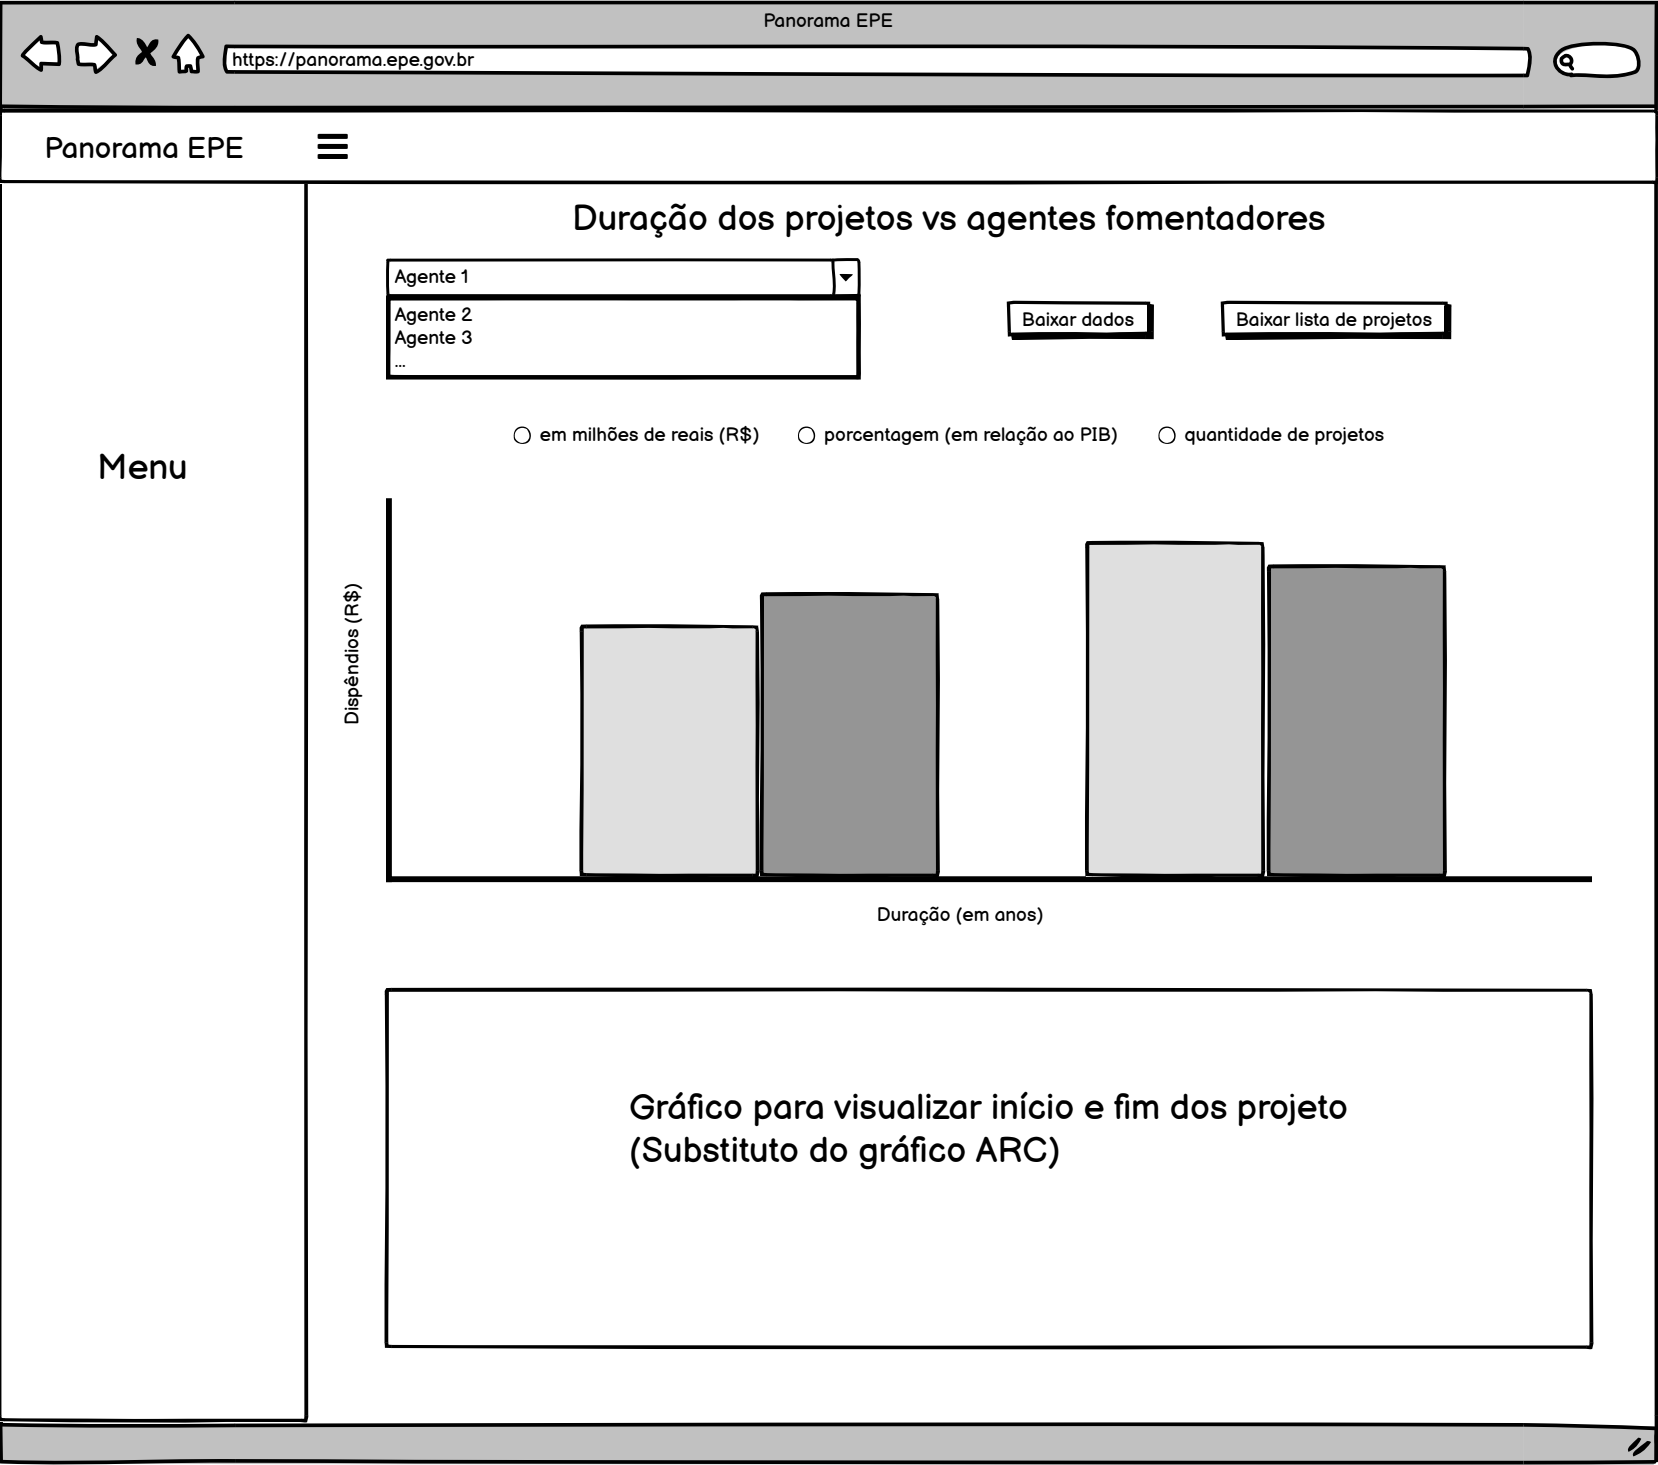 Panorama EPE
https://panorama.epe.gov.br
Panorama EPE
Menu
Duração dos projetos vs agentes fomentadores
Agente 1
Agente 2
Agente 3
...
Baixar dados
Baixar lista de projetos
em milhões de reais (R$)
porcentagem (em relação ao PIB)
quantidade de projetos
Dispêndios (R$)
Duração (em anos)
Gráfico para visualizar início e fim dos projeto
(Substituto do gráfico ARC)